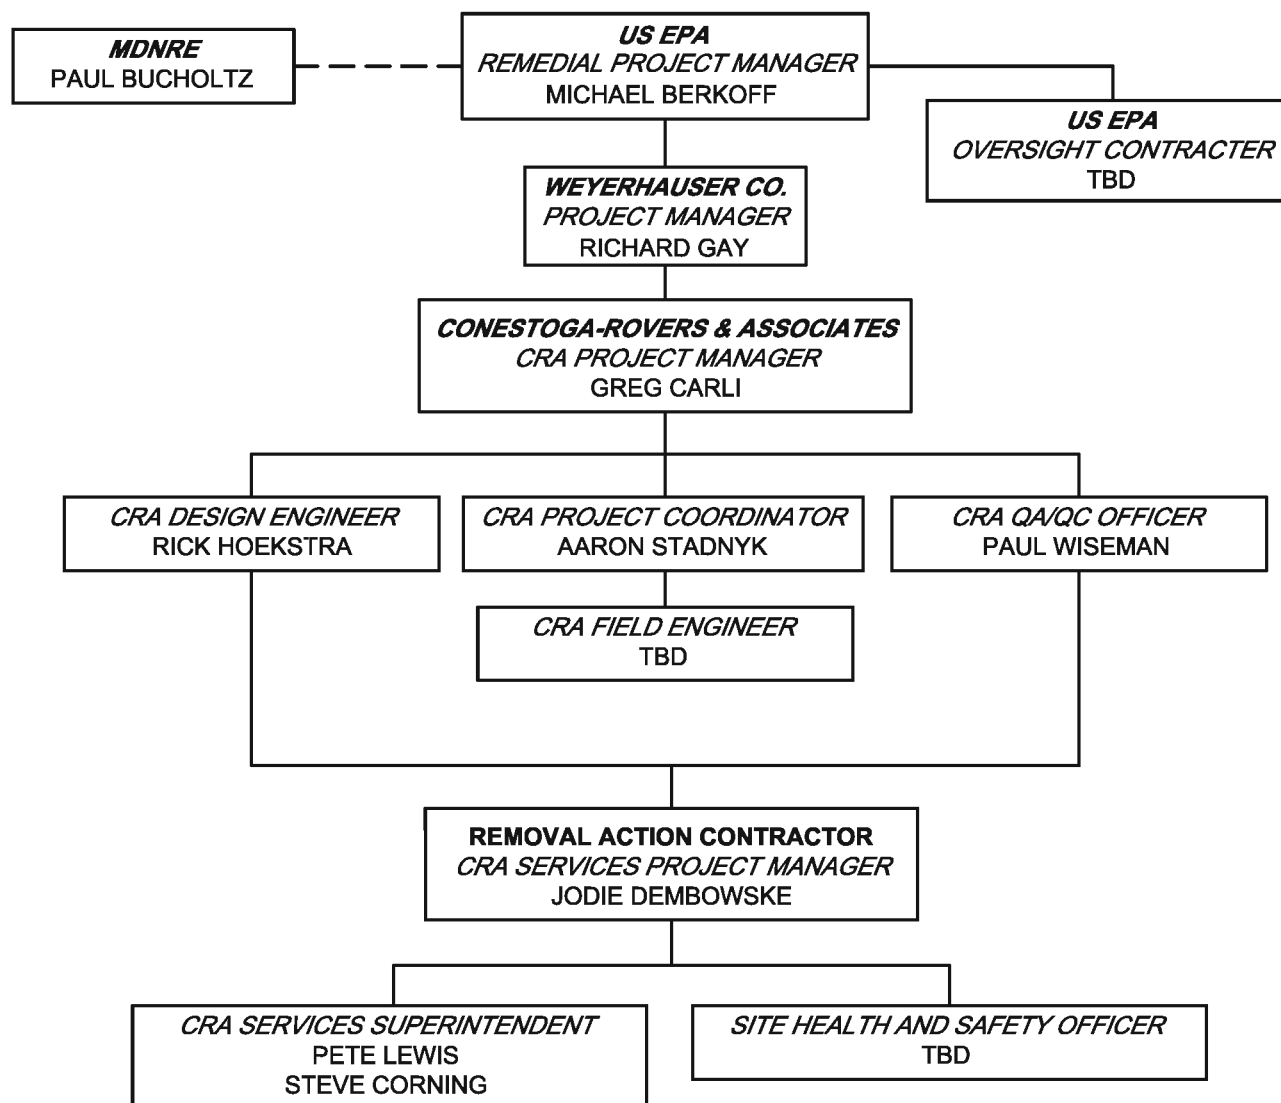 MDNRE
PAUL BUCHOLTZ
US EPA
REMEDIAL PROJECT MANAGER
MICHAEL BERKOFF
US EPA
OVERSIGHT CONTRACTER
TBD
WEYERHAUSER CO.
PROJECT MANAGER
RICHARD GAY
CONESTOGA-ROVERS & ASSOCIATES
CRA PROJECT MANAGER
GREG CARLI
CRA DESIGN ENGINEER
RICK HOEKSTRA
CRA PROJECT COORDINATOR
AARON STADNYK
CRA QA/QC OFFICER
PAUL WISEMAN
CRA FIELD ENGINEER
TBD
REMOVAL ACTION CONTRACTOR
CRA SERVICES PROJECT MANAGER
JODIE DEMBOWSKE
CRA SERVICES SUPERINTENDENT
PETE LEWIS
STEVE CORNING
SITE HEALTH AND SAFETY OFFICER
TBD